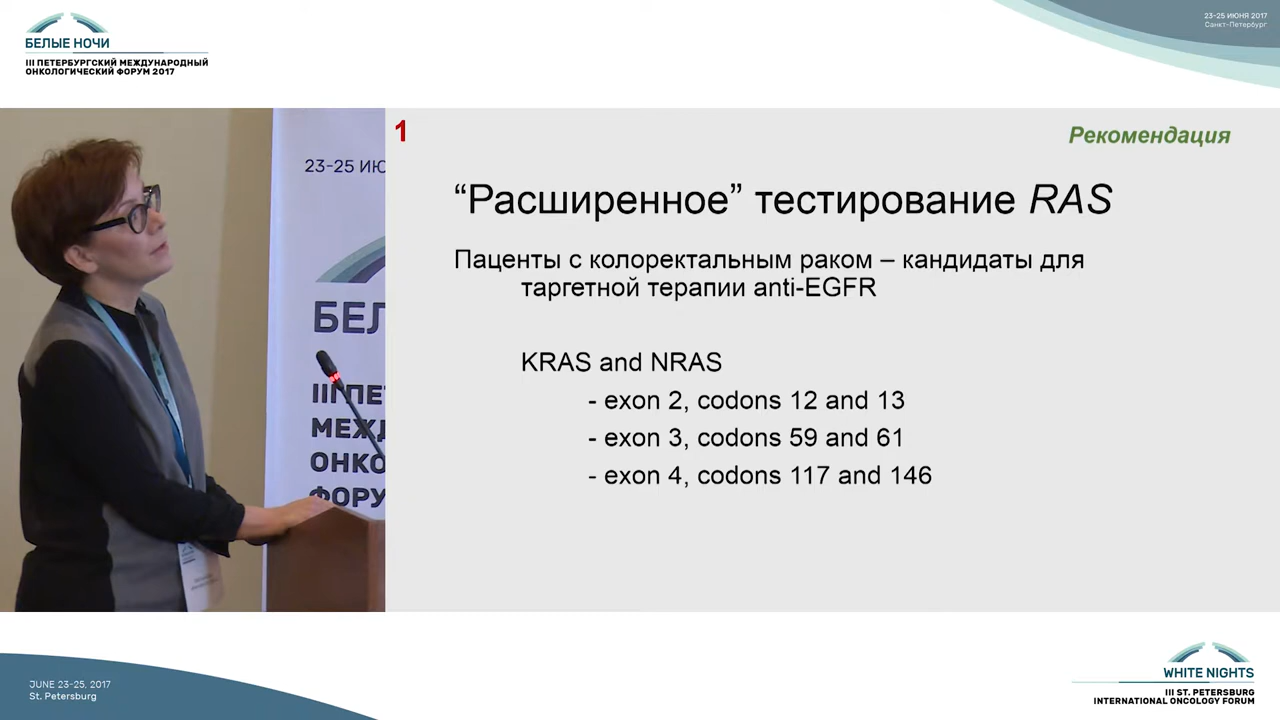 БЕЛЫЕ НОЧИ
III ПЕТЕРБУРГСКИЙ МЕЖДУНАРОДНЫЙ
ОНКОЛОГИЧЕСКИЙ ФОРУМ 2017
23-25 ИЮНЯ 2017
Санкт-Петербург
23-25 ИЮ
БЕЛ
III ПЕ
МЕЖД
ОНКО
ФОРУ
1
Рекомендация
“Расширенное” тестирование RAS
Паценты с колоректальным раком – кандидаты для
таргетной терапии anti-EGFR
KRAS and NRAS
- exon 2, codons 12 and 13
- exon 3, codons 59 and 61
- exon 4, codons 117 and 146
JUNE 23-25, 2017
St. Petersburg
WHITE NIGHTS
III ST. PETERSBURG
INTERNATIONAL ONCOLOGY FORUM